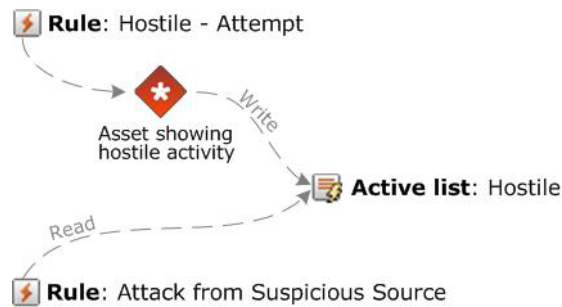 Rule: Hostile - Attempt
Write
Asset showing
hostile activity
Active list: Hostile
Read
Rule: Attack from Suspicious Source